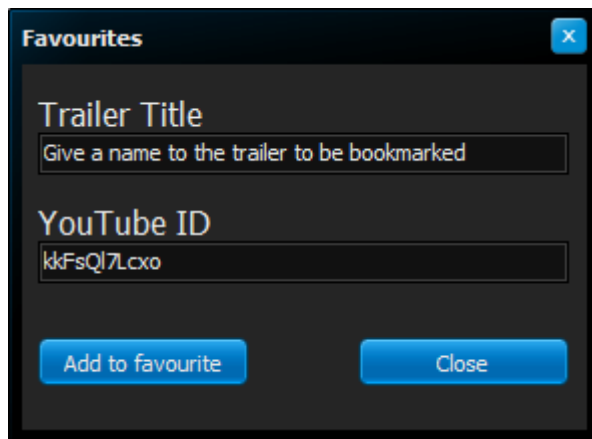 Favourites
Trailer Title
Give a name to the trailer to be bookmarked
YouTube ID
kkFsQl7Lcxo
Add to favourite
Close